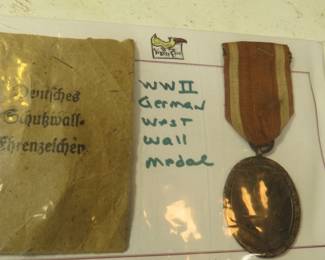 Deutsches
Schutzwall-
Ehrenzeichen
WWII
German
West
Wall
Medal